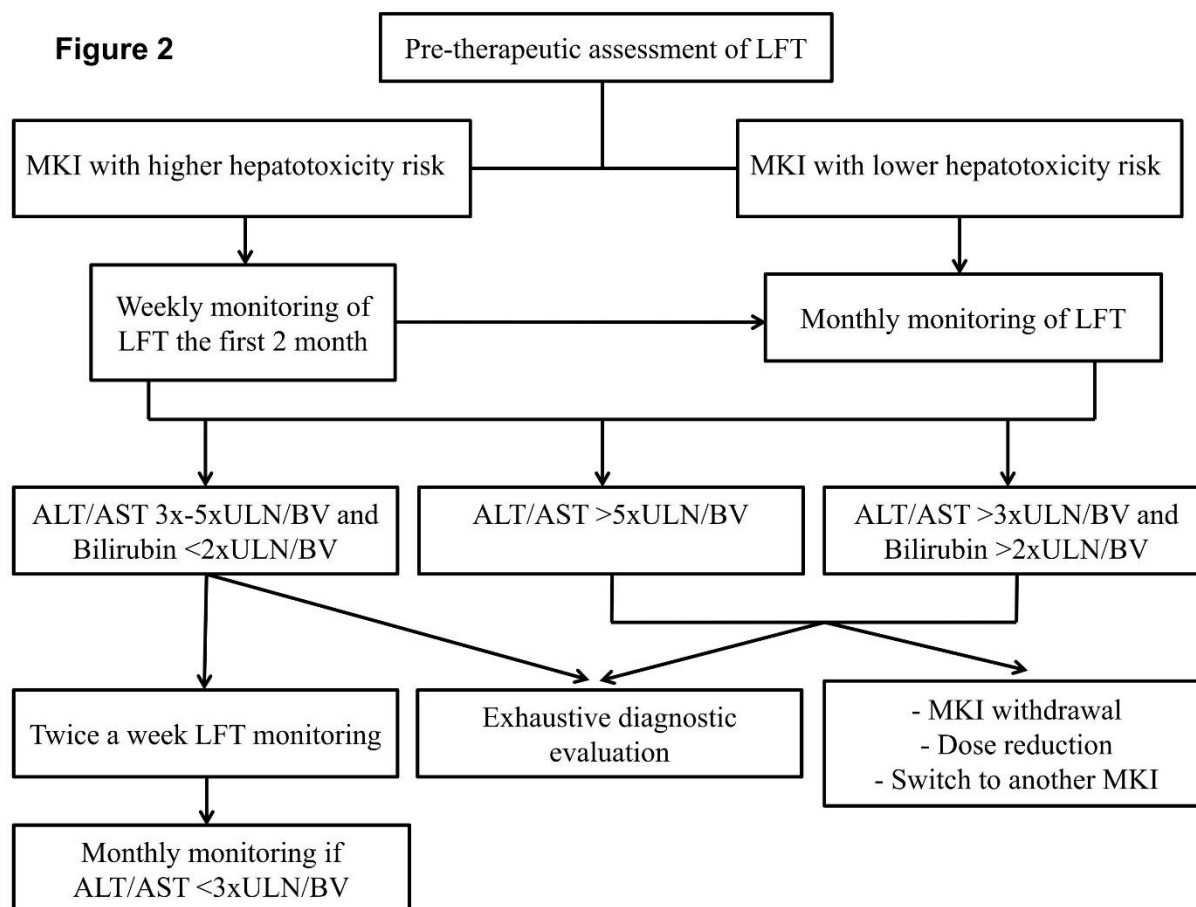 Figure 2
Pre-therapeutic assessment of LFT
MKI with higher hepatotoxicity risk
MKI with lower hepatotoxicity risk
Weekly monitoring of
LFT the first 2 month
Monthly monitoring of LFT
ALT/AST 3x-5xULN/BV and
Bilirubin <2xULN/BV
ALT/AST >5xULN/BV
ALT/AST >3xULN/BV and
Bilirubin >2xULN/BV
Twice a week LFT monitoring
Exhaustive diagnostic
evaluation
- MKI withdrawal
- Dose reduction
- Switch to another MKI
Monthly monitoring if
ALT/AST <3xULN/BV